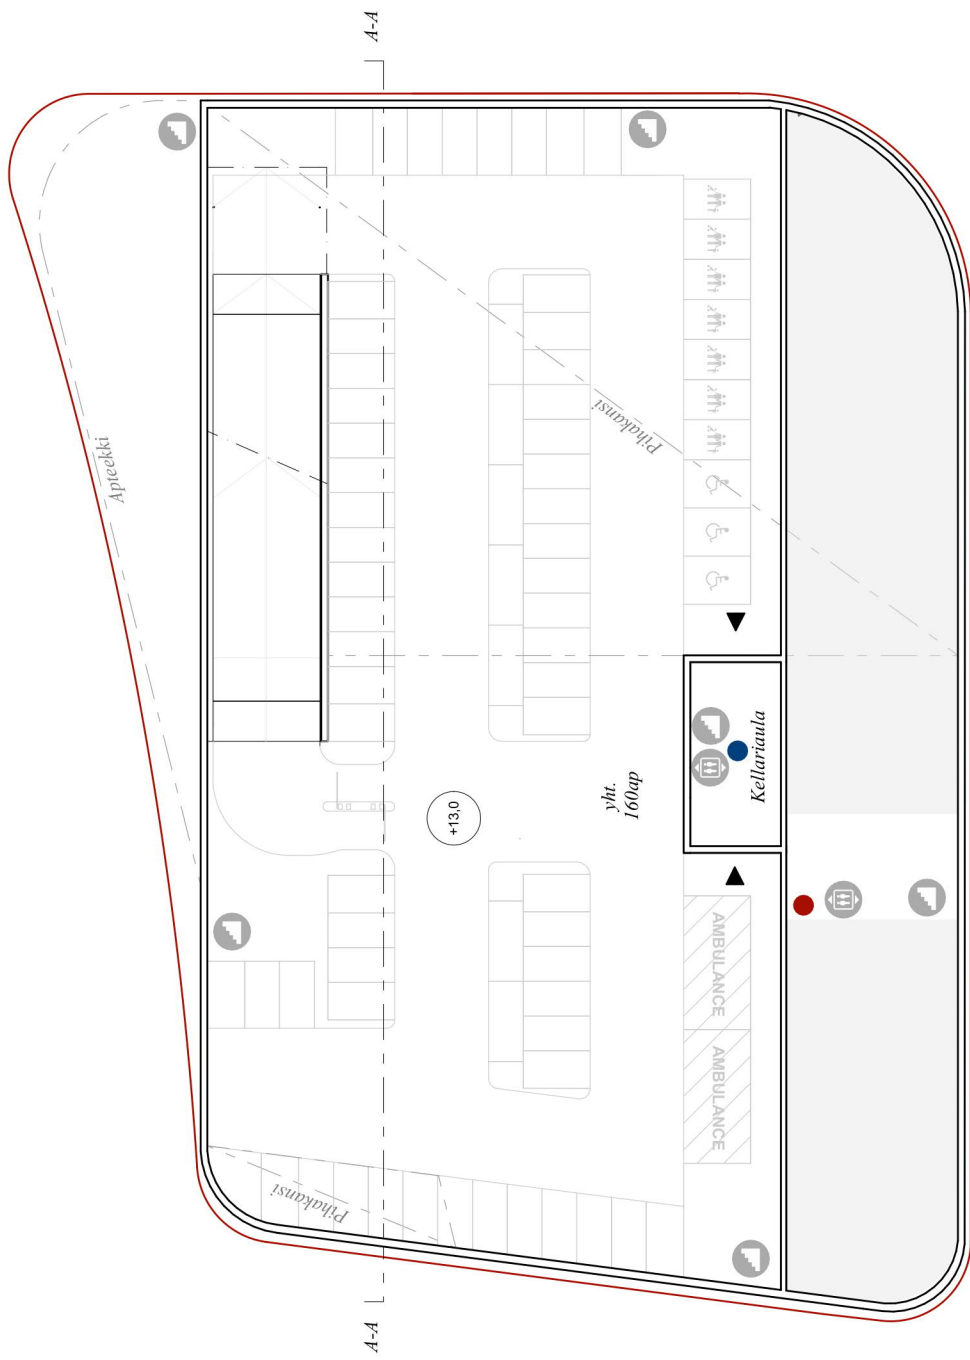 A-A
Apteekki
Pihakansi
+13,0
yht.
160ap
Kellariaula
AMBULANCE
AMBULANCE
Pihakansi
A-A